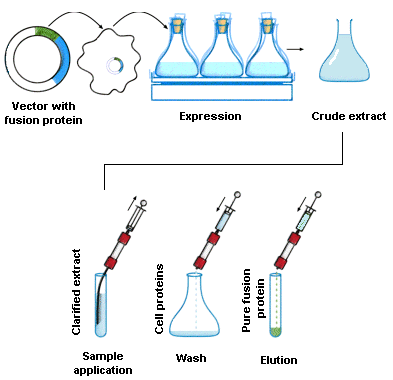 Vector with
fusion protein
Expression
Crude extract
Clarified extract
Cell proteins
Pure fusion
protein
Sample
application
Wash
Elution